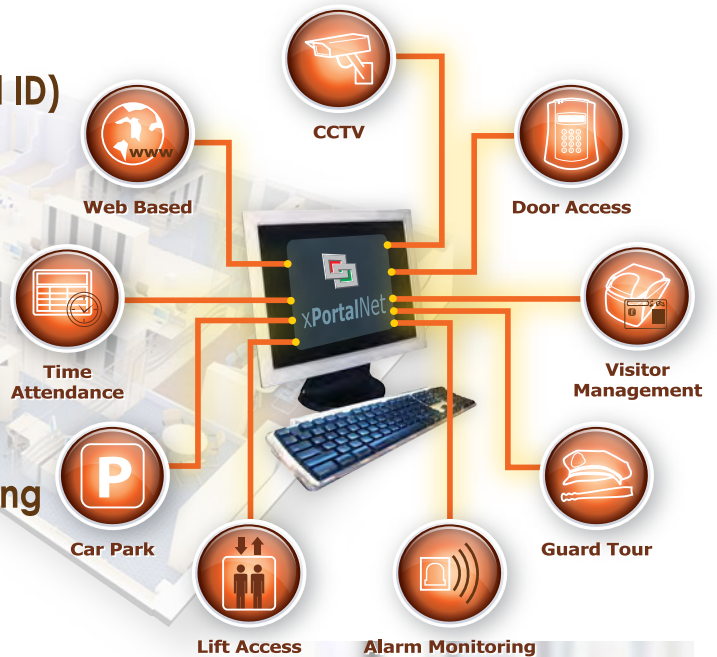 ID)
CCTV
www
Web Based
Door Access
xPortalNet
Time
Attendance
Visitor
Management
P
ng
Car Park
Guard Tour
Lift Access
Alarm Monitoring